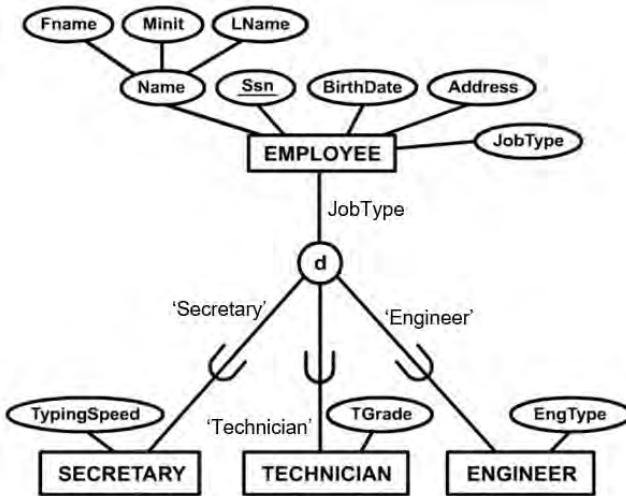 Fname Minit LName
Name Ssn BirthDate Address
EMPLOYEE JobType
JobType
d
‘Secretary’ ‘Engineer’
TypingSpeed ‘Technician’ TGrade EngType
SECRETARY TECHNICIAN ENGINEER